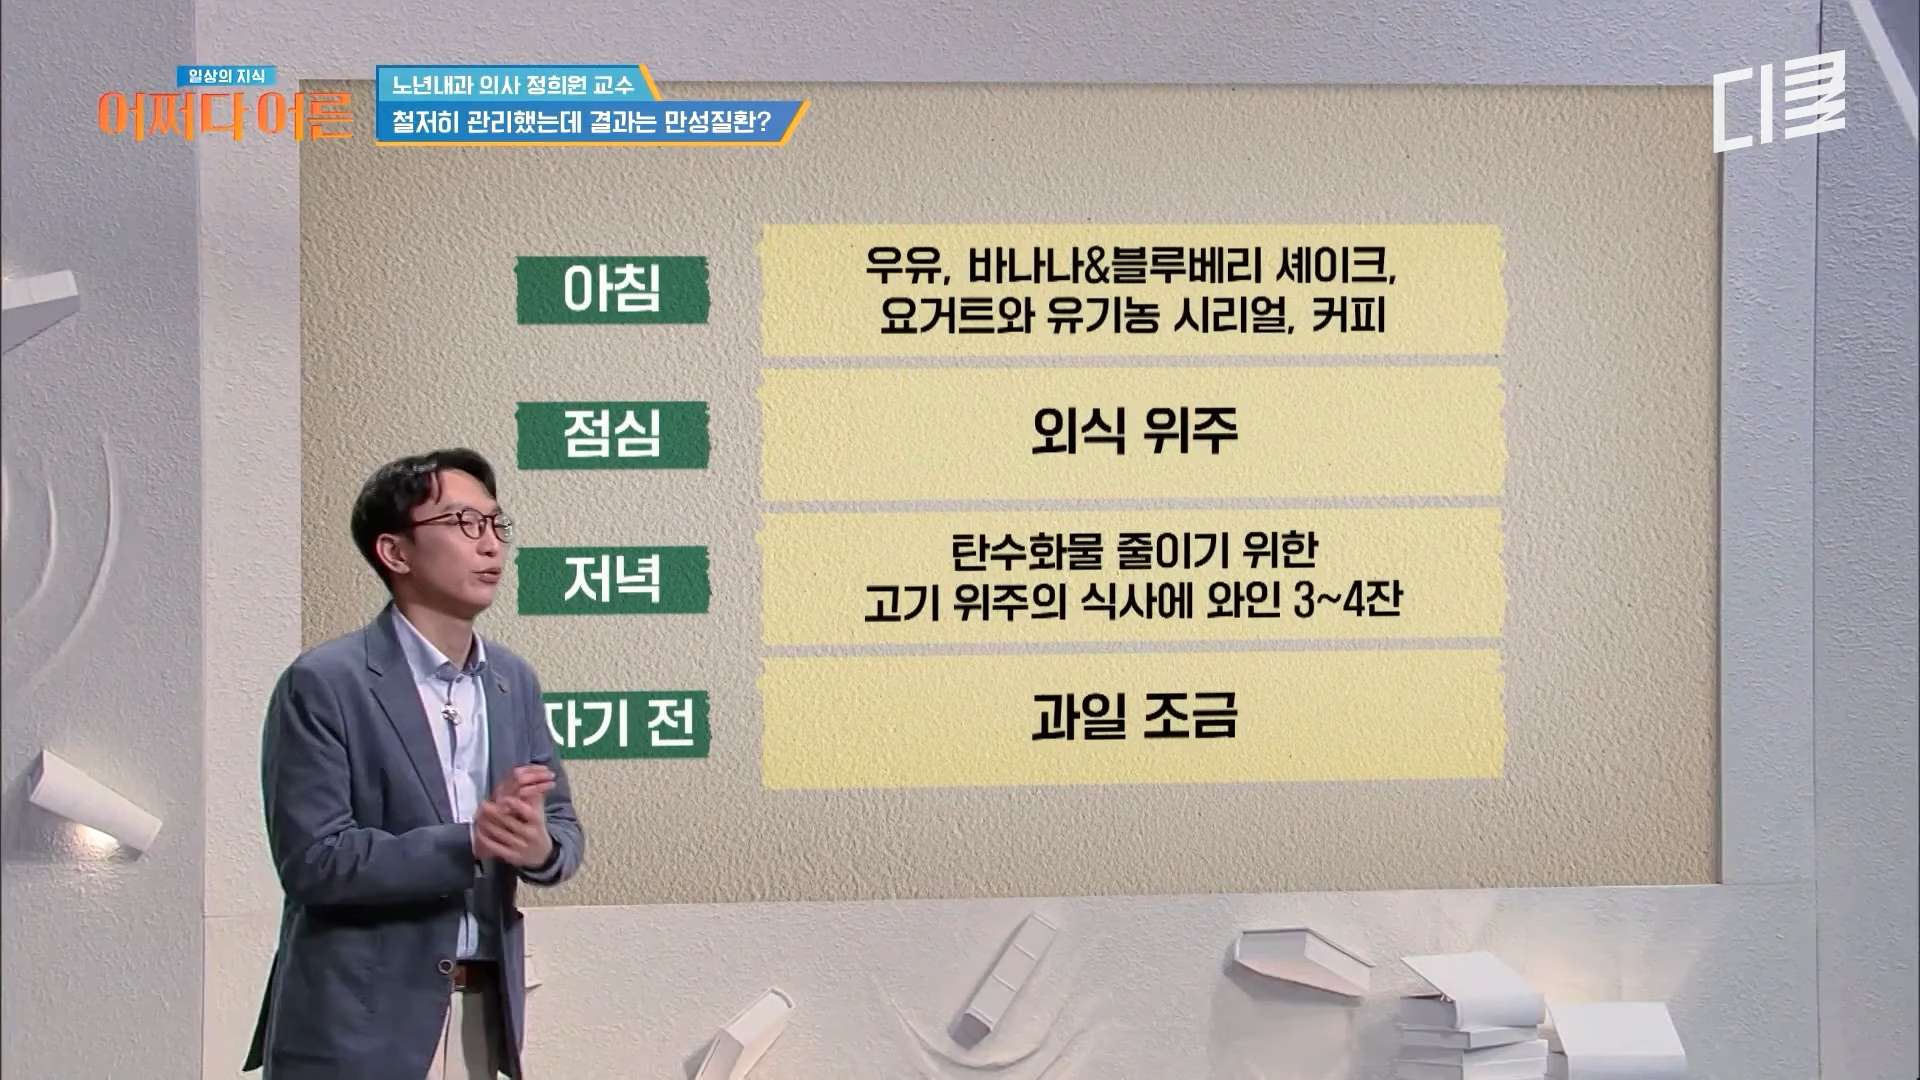 일상의 지식
어쩌다 어른
노년내과 의사 정희원 교수
철저히 관리했는데 결과는 만성질환?
디클
아침
우유, 바나나&블루베리 셰이크,
요거트와 유기농 시리얼, 커피
점심
외식 위주
저녁
탄수화물 줄이기 위한
고기 위주의 식사에 와인 3~4잔
자기 전
과일 조금